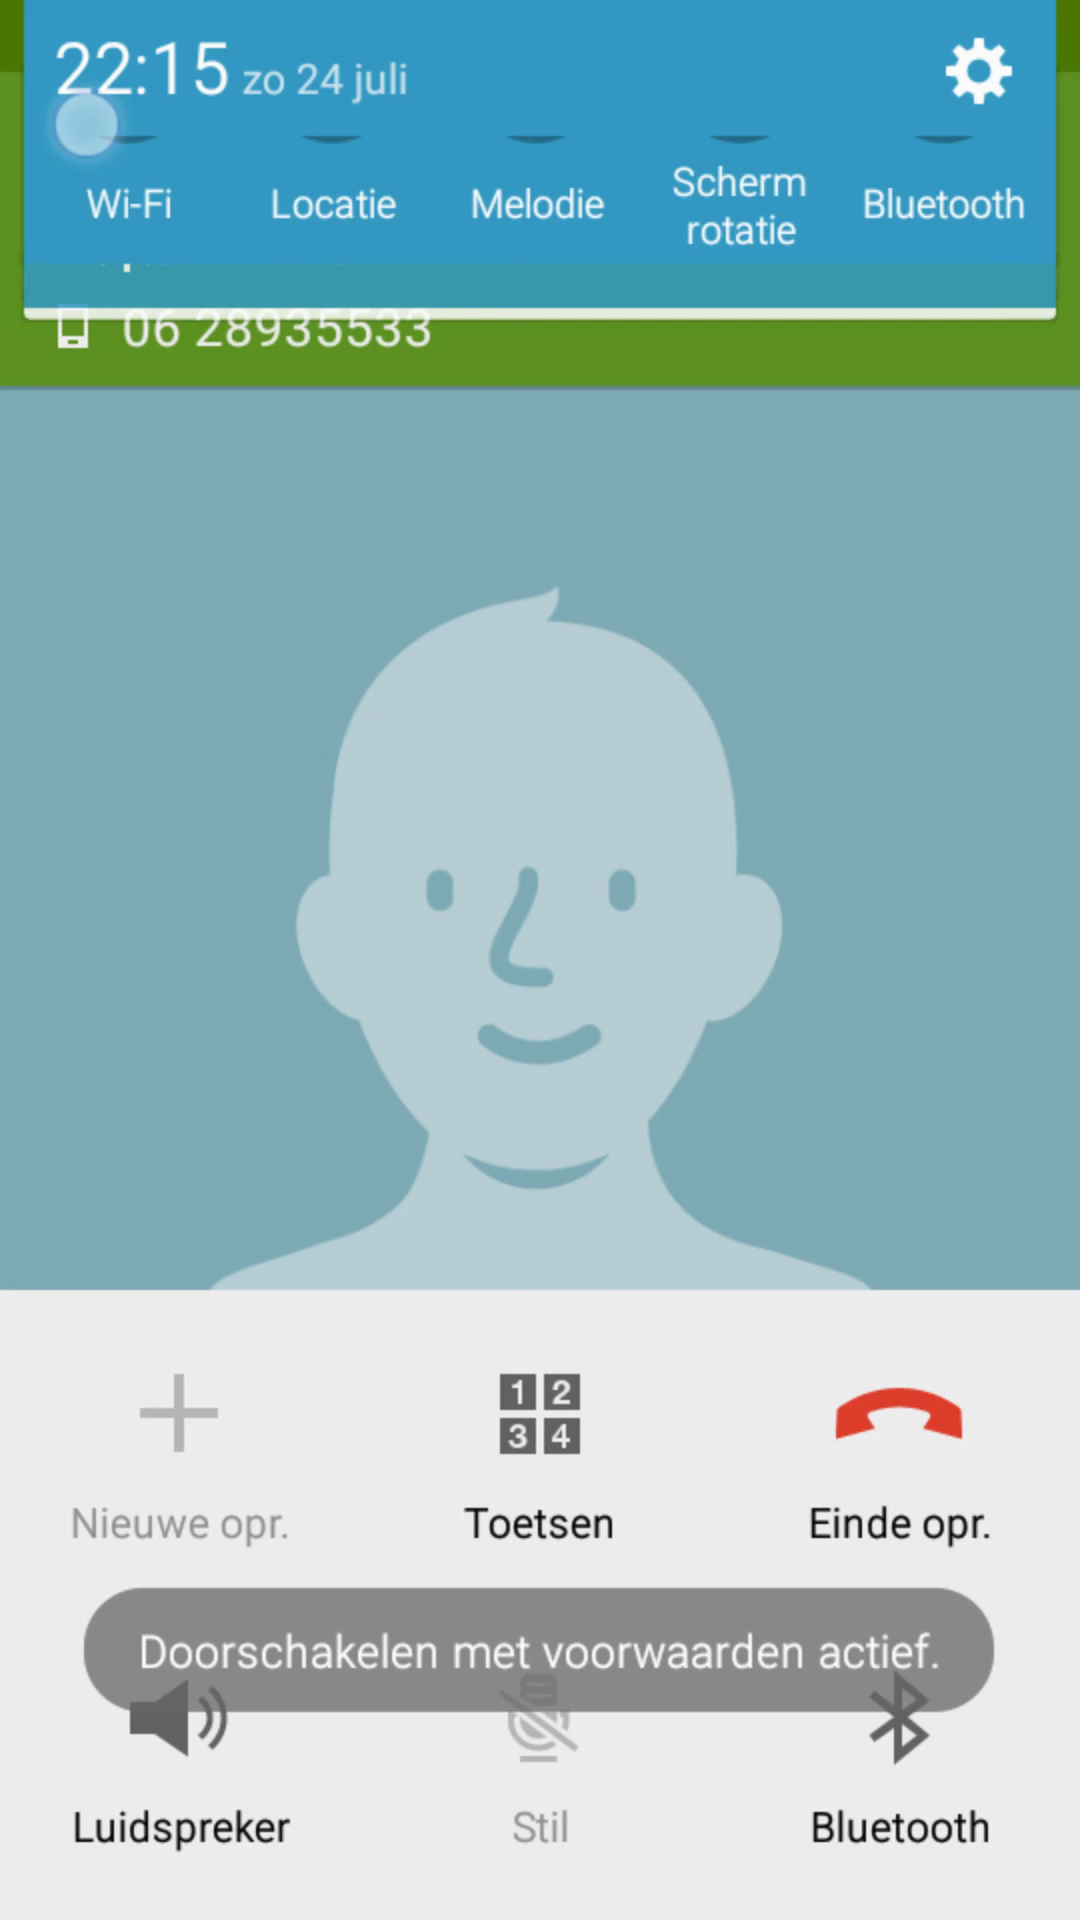 22:15 zo 24 juli
Wi-Fi
Locatie
Melodie
Scherm
rotatie
Bluetooth
06 28935533
1 2
3 4
Nieuwe opr.
Toetsen
Einde opr.
Doorschakelen met voorwaarden actief.
Luidspreker
Stil
Bluetooth